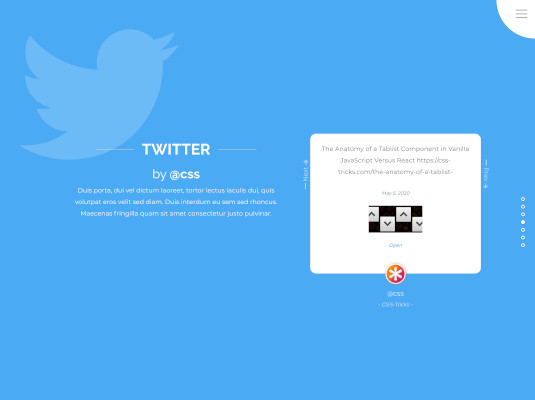 TWITTER
by @css
Duis porta, dui vel dictum laoreet, tortor lectus iaculis dui, quis
volutpat eros velit sed diam. Duis interdum eu sem sed rhoncus.
Maecenas fringilla quam sit amet consectetur justo pulvinar.
Next
The Anatomy of a Tablist Component in Vanilla
JavaScript Versus React https://css-
tricks.com/the-anatomy-of-a-tablist-
May 5, 2020
Open
Prev
@CSS
- CSS-Tricks -